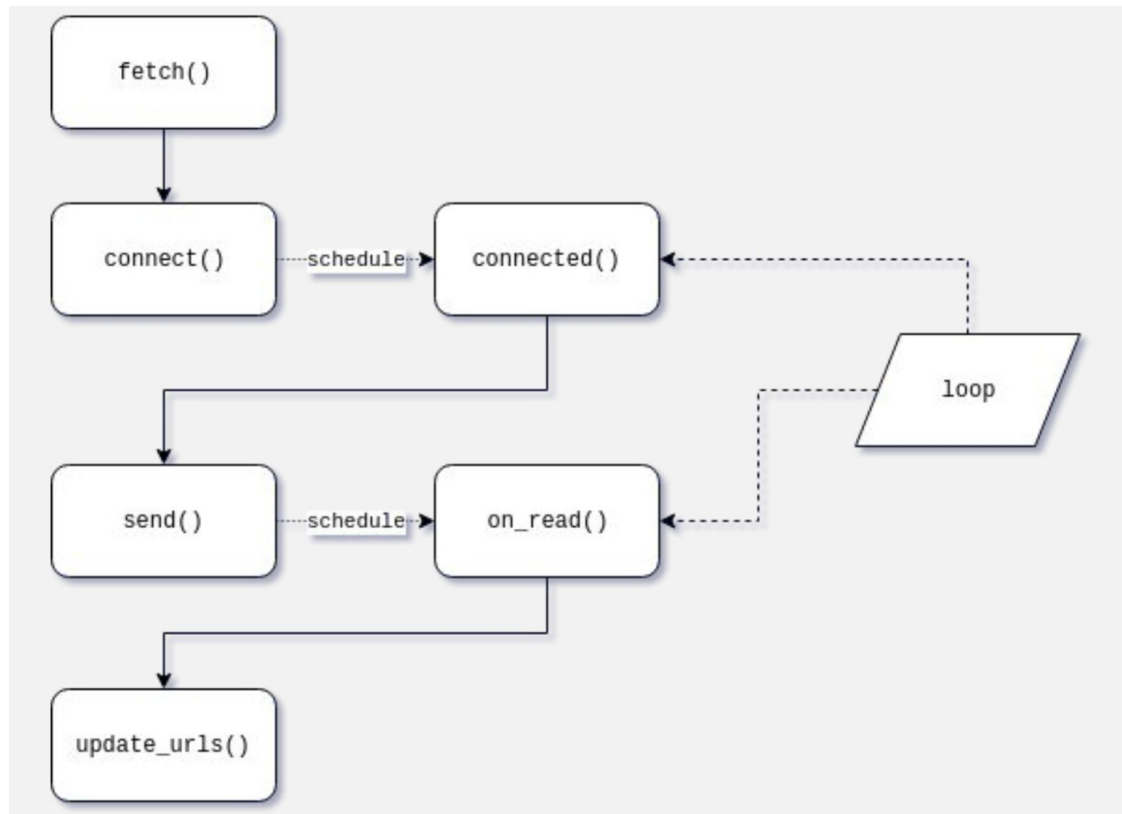 fetch()
connect()
schedule
connected()
loop
send()
schedule
on_read()
update_urls()